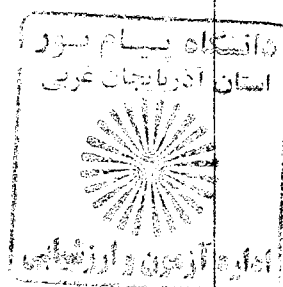 دانشگاه پیام نور
استان آذربایجان غربی
اداره آزمون و ارزشیابی